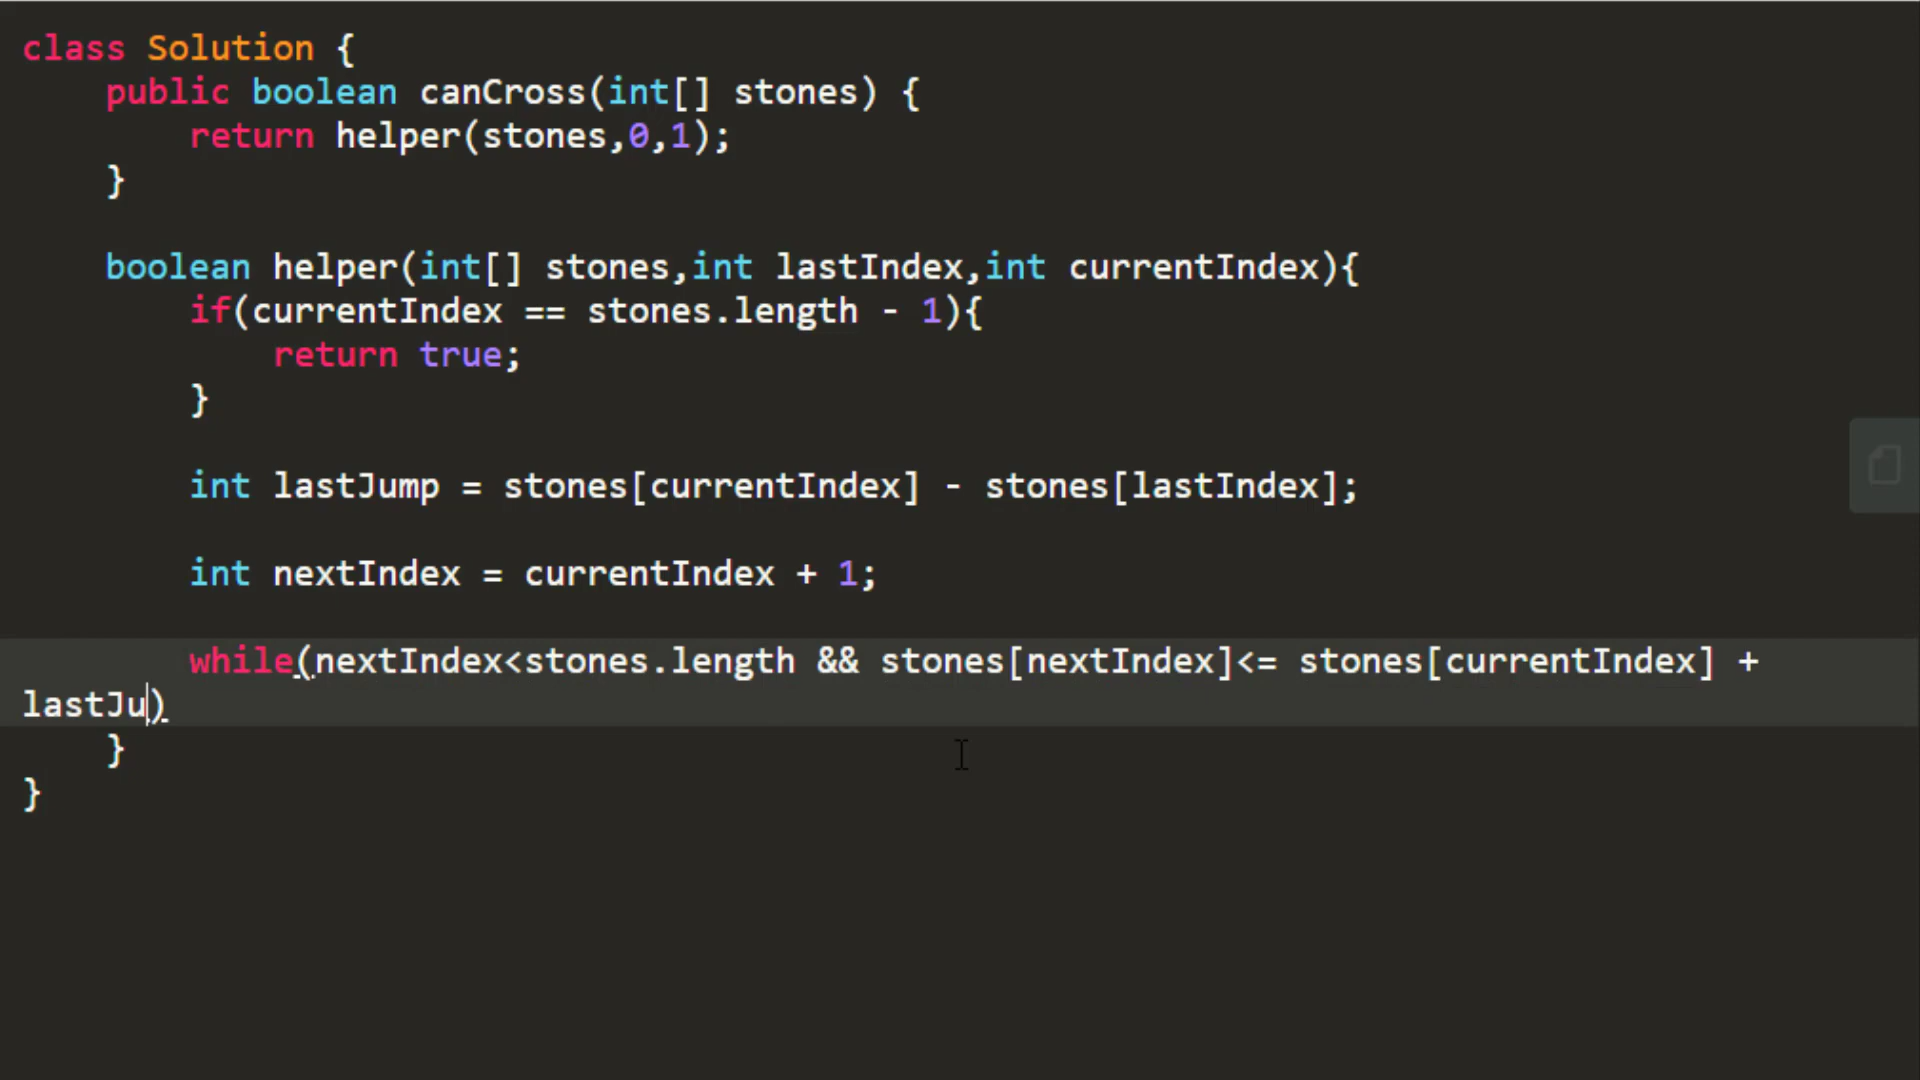 class Solution {
    public boolean canCross(int[] stones) {
        return helper(stones,0,1);
    }

    boolean helper(int[] stones,int lastIndex,int currentIndex){
        if(currentIndex == stones.length - 1){
            return true;
        }

        int lastJump = stones[currentIndex] - stones[lastIndex];

        int nextIndex = currentIndex + 1;

        while(nextIndex<stones.length && stones[nextIndex]<= stones[currentIndex] +
lastJu)
    }
}